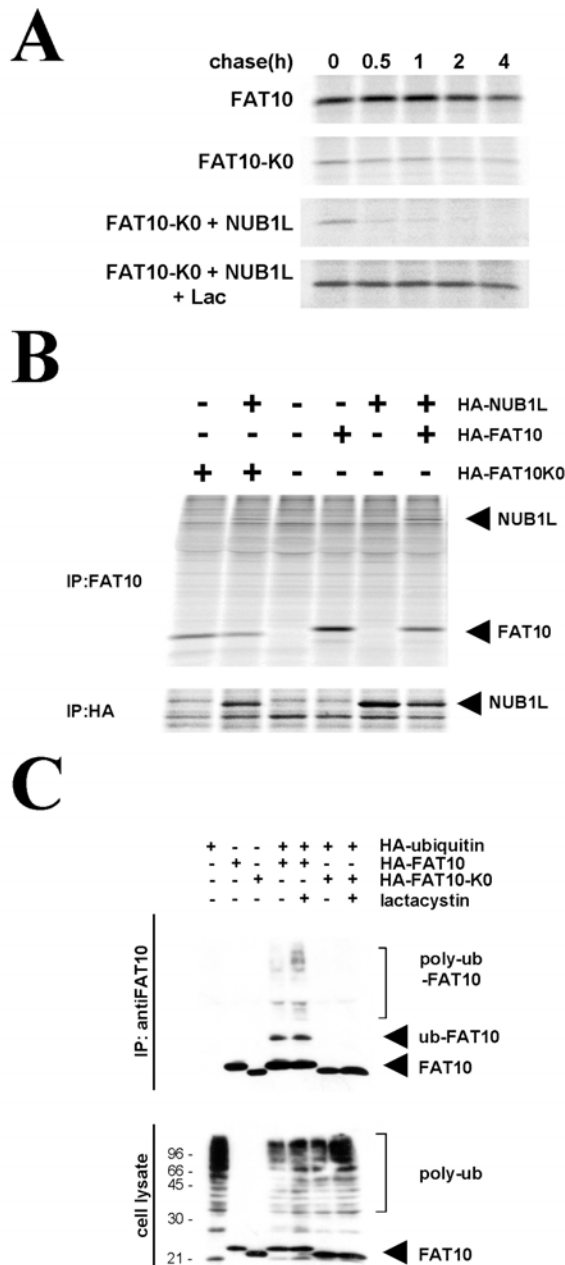 A
chase(h) 0 0.5 1 2 4
FAT10
FAT10-K0
FAT10-K0 + NUB1L
FAT10-K0 + NUB1L
+ Lac
B
- + - - + + HA-NUB1L
- - - + - + HA-FAT10
+ + - - - - HA-FAT10K0
NUB1L
IP:FAT10
FAT10
IP:HA
NUB1L
C
+ - - + + + + HA-ubiquitin
- + - + + - - HA-FAT10
- - + - - + + HA-FAT10-K0
- - - - + - + lactacystin
IP: antiFAT10
poly-ub
-FAT10
ub-FAT10
FAT10
cell lysate
96 -
66 -
45 -
30 -
21 -
poly-ub
FAT10